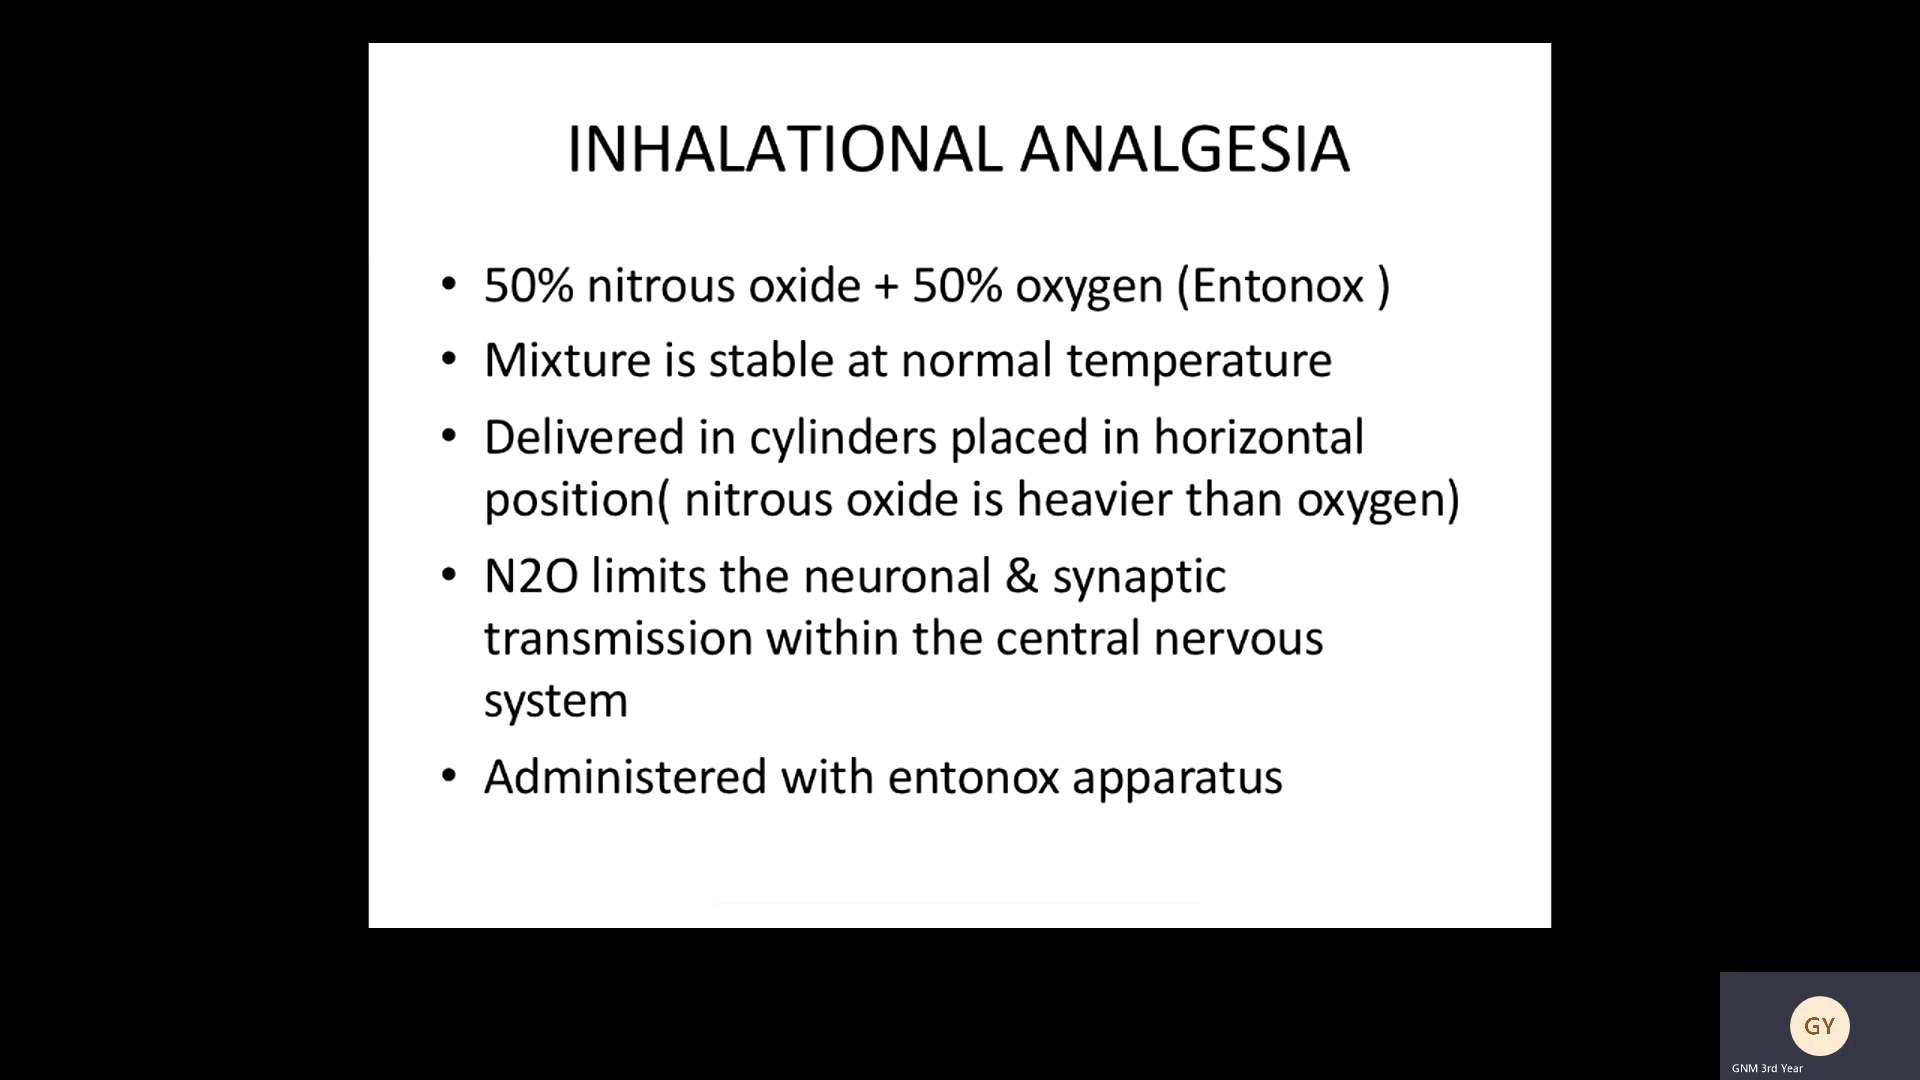 INHALATIONAL ANALGESIA
• 50% nitrous oxide + 50% oxygen (Entonox )
• Mixture is stable at normal temperature
• Delivered in cylinders placed in horizontal
position( nitrous oxide is heavier than oxygen)
• N2O limits the neuronal & synaptic
transmission within the central nervous
system
• Administered with entonox apparatus
GY
GNM 3rd Year